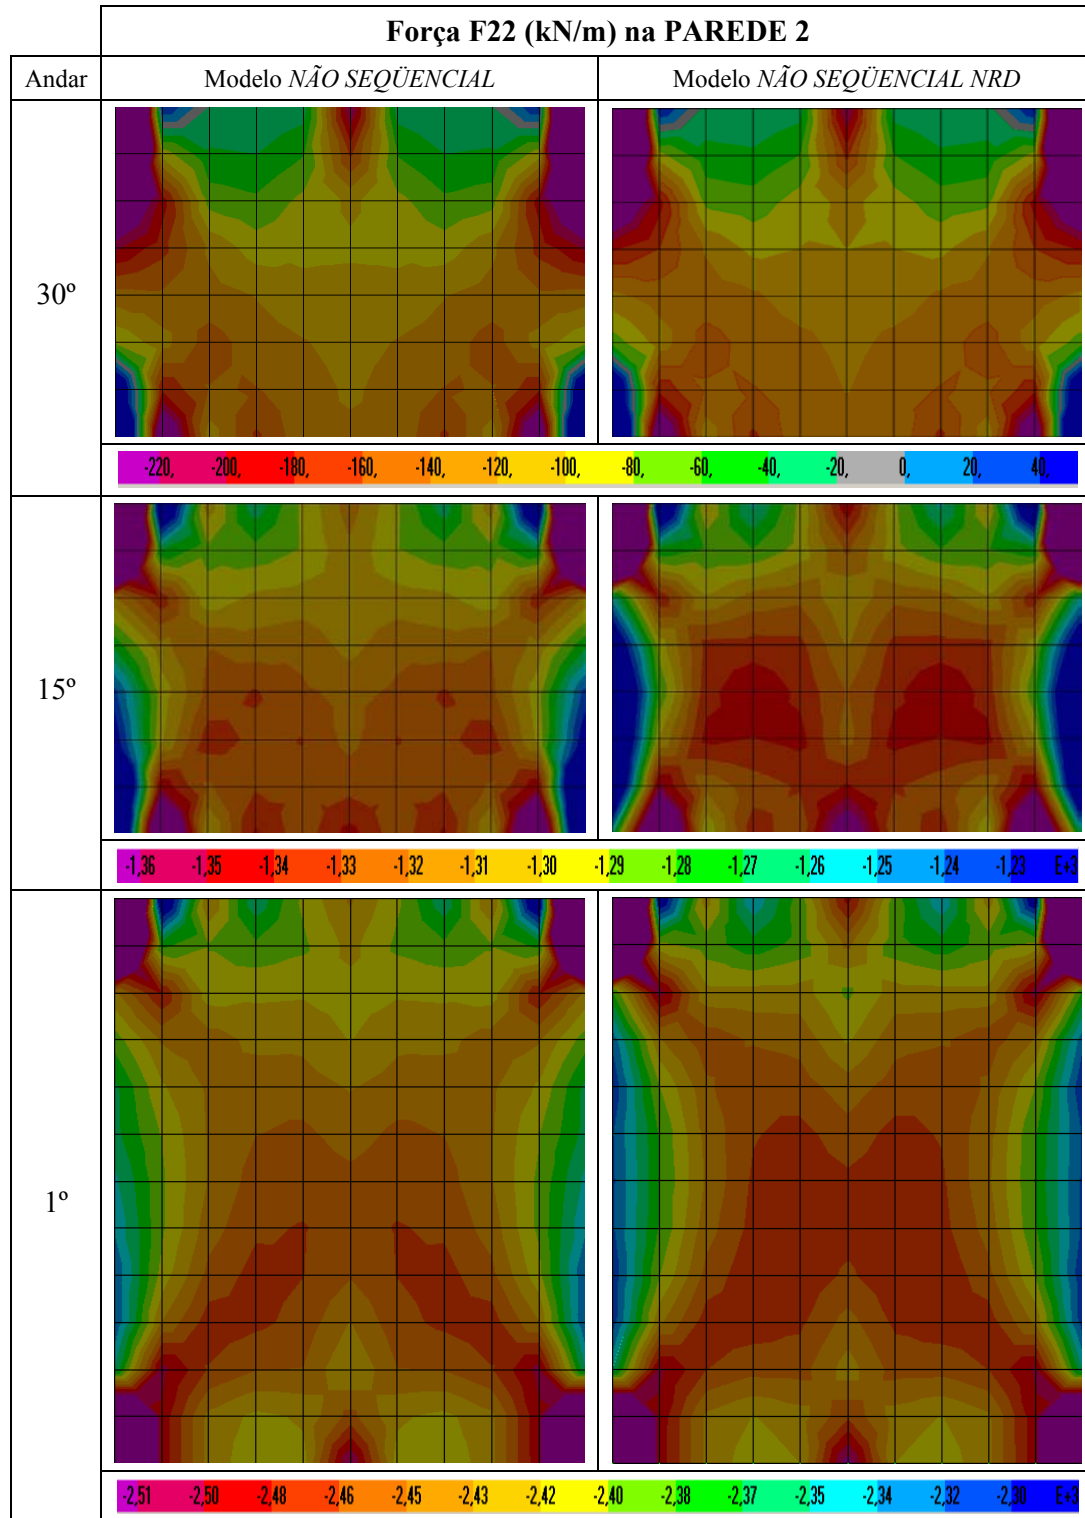 Força F22 (kN/m) na PAREDE 2
Andar Modelo NÃO SEQÜENCIAL Modelo NÃO SEQÜENCIAL NRD
30º
-220, -200, -180, -160, -140, -120, -100, -80, -60, -40, -20, 0, 20, 40,
15º
-1,36 -1,35 -1,34 -1,33 -1,32 -1,31 -1,30 -1,29 -1,28 -1,27 -1,26 -1,25 -1,24 -1,23 E+3
1º
-2,51 -2,50 -2,48 -2,46 -2,45 -2,43 -2,42 -2,40 -2,38 -2,37 -2,35 -2,34 -2,32 -2,30 E+3